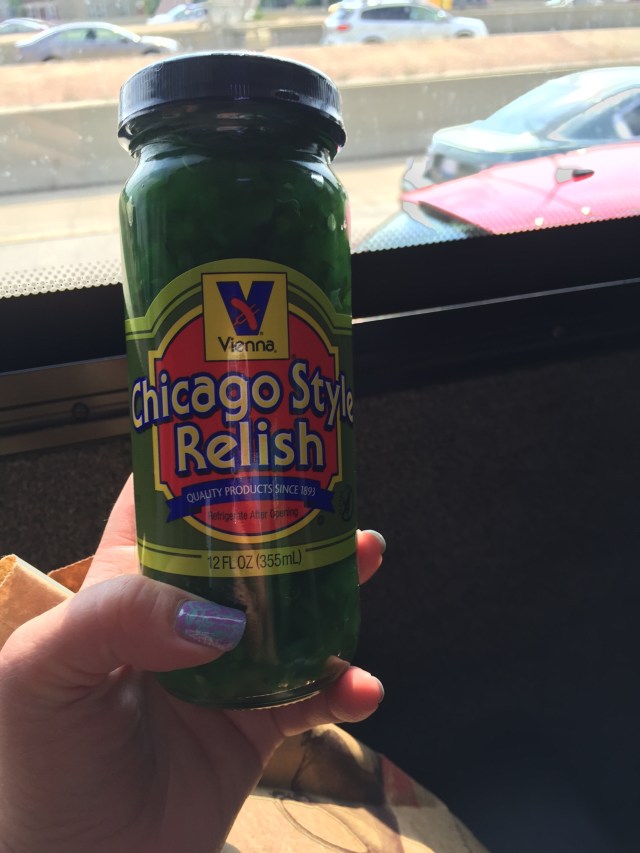 V
Vienna
Chicago Style
Relish
QUALITY PRODUCTS SINCE 1893
Refrigerate After Opening
12 FL OZ (355mL)